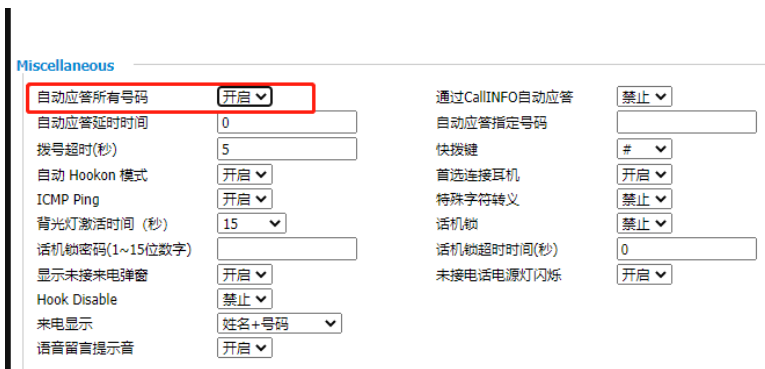 Miscellaneous
自动应答所有号码 开启 通过CallINFO自动应答 禁止
自动应答延时时间 0 自动应答指定号码
拨号超时(秒) 5 快拨键 #
自动 Hookon 模式 开启 首选连接耳机 开启
ICMP Ping 开启 特殊字符转义 禁止
背光灯激活时间（秒） 15 话机锁 禁止
话机锁密码(1~15位数字) 话机锁超时时间(秒) 0
显示未接来电弹窗 开启 未接电话电源灯闪烁 开启
Hook Disable 禁止
来电显示 姓名+号码
语音留言提示音 开启